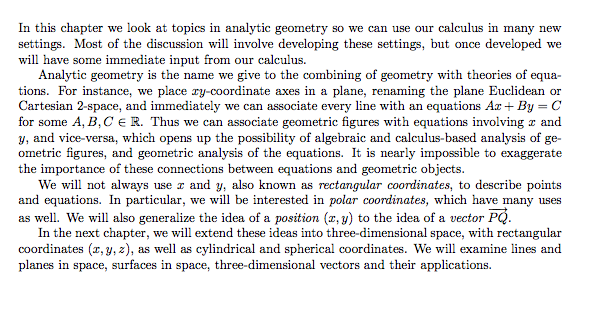 In this chapter we look at topics in analytic geometry so we can use our calculus in many new
settings. Most of the discussion will involve developing these settings, but once developed we
will have some immediate input from our calculus.
Analytic geometry is the name we give to the combining of geometry with theories of equa-
tions. For instance, we place xy-coordinate axes in a plane, renaming the plane Euclidean or
Cartesian 2-space, and immediately we can associate every line with an equations Ax + By = C
for some A, B, C ∈ ℝ. Thus we can associate geometric figures with equations involving x and
y, and vice-versa, which opens up the possibility of algebraic and calculus-based analysis of ge-
ometric figures, and geometric analysis of the equations. It is nearly impossible to exaggerate
the importance of these connections between equations and geometric objects.
We will not always use x and y, also known as rectangular coordinates, to describe points
and equations. In particular, we will be interested in polar coordinates, which have many uses
as well. We will also generalize the idea of a position (x, y) to the idea of a vector P⃗Q⃗.
In the next chapter, we will extend these ideas into three-dimensional space, with rectangular
coordinates (x, y, z), as well as cylindrical and spherical coordinates. We will examine lines and
planes in space, surfaces in space, three-dimensional vectors and their applications.